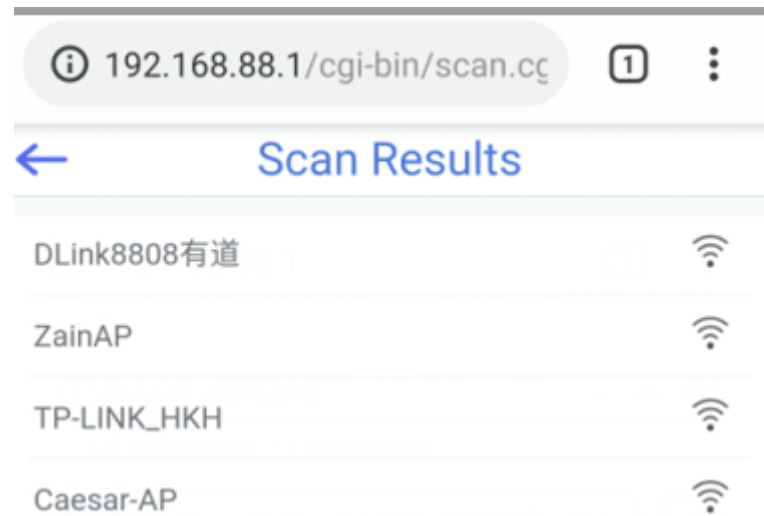 192.168.88.1/cgi-bin/scan.cg
1
Scan Results
DLink8808有道
ZainAP
TP-LINK_HKH
Caesar-AP